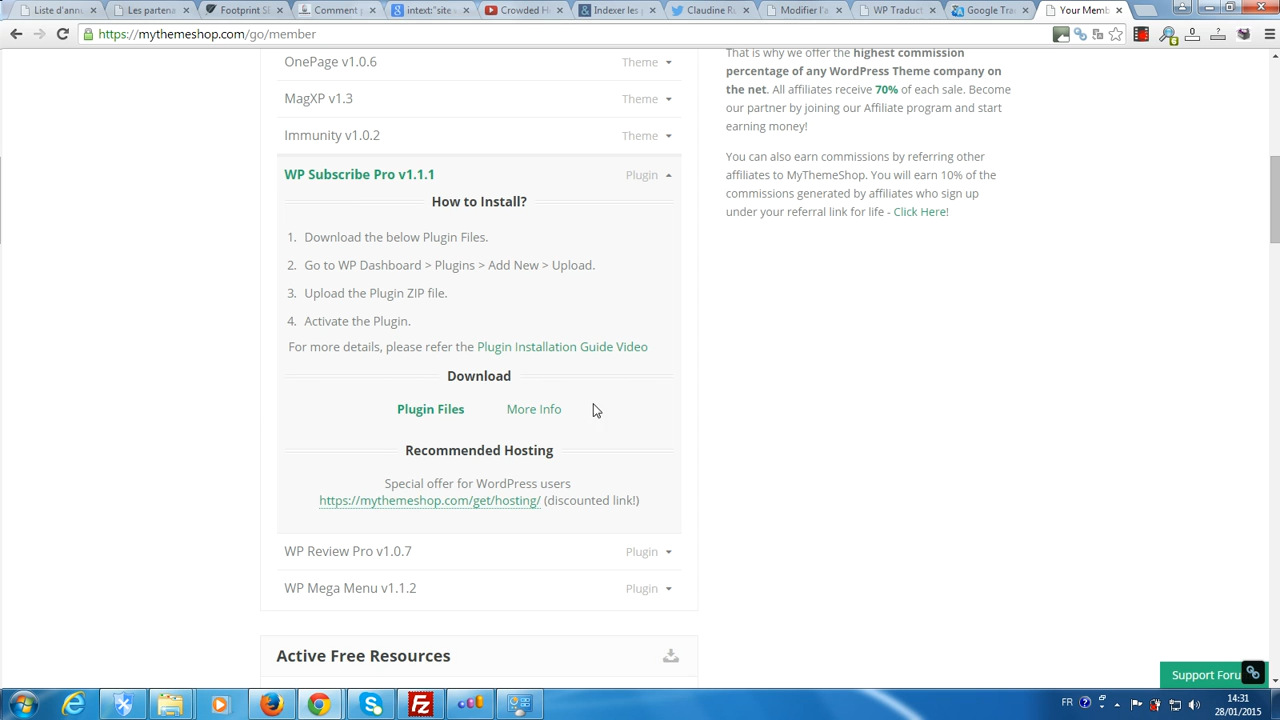 Liste d'annu
Les partena
Footprint SE
Comment p
intext:"site w
Crowded H
Indexer les p
Claudine Ro
Modifier l'a
WP Traduct
Google Tra
Your Memb
https://mythemeshop.com/go/member
OnePage v1.0.6 Theme
MagXP v1.3 Theme
Immunity v1.0.2 Theme
WP Subscribe Pro v1.1.1 Plugin
How to Install?
1. Download the below Plugin Files.
2. Go to WP Dashboard > Plugins > Add New > Upload.
3. Upload the Plugin ZIP file.
4. Activate the Plugin.
For more details, please refer the Plugin Installation Guide Video
Download
Plugin Files More Info
Recommended Hosting
Special offer for WordPress users
https://mythemeshop.com/get/hosting/ (discounted link!)
WP Review Pro v1.0.7 Plugin
WP Mega Menu v1.1.2 Plugin
Active Free Resources
That is why we offer the highest commission
percentage of any WordPress Theme company on
the net. All affiliates receive 70% of each sale. Become
our partner by joining our Affiliate program and start
earning money!
You can also earn commissions by referring other
affiliates to MyThemeShop. You will earn 10% of the
commissions generated by affiliates who sign up
under your referral link for life - Click Here!
Support Foru
FR
14:31
28/01/2015